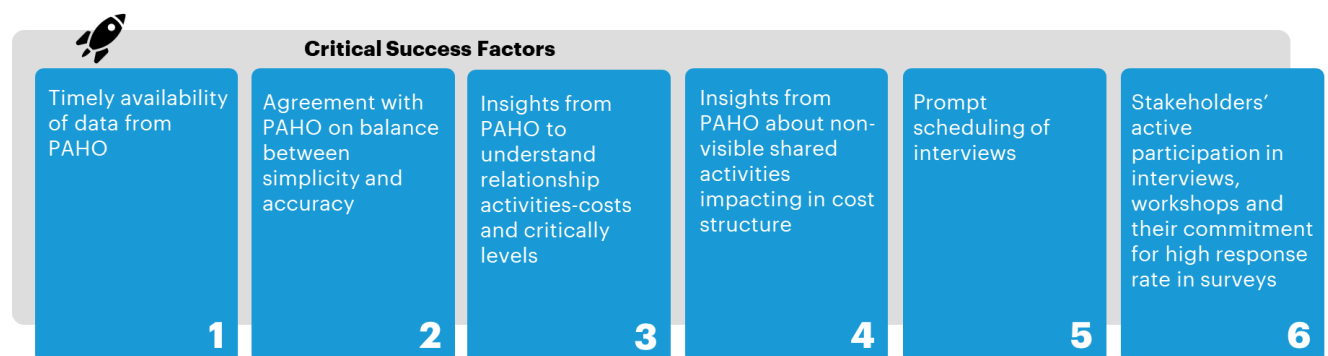 Critical Success Factors
Timely availability
of data from
PAHO
1
Agreement with
PAHO on balance
between
simplicity and
accuracy
2
Insights from
PAHO to
understand
relationship
activities-costs
and critically
levels
3
Insights from
PAHO about non-
visible shared
activities
impacting in cost
structure
4
Prompt
scheduling of
interviews
5
Stakeholders’
active
participation in
interviews,
workshops and
their commitment
for high response
rate in surveys
6